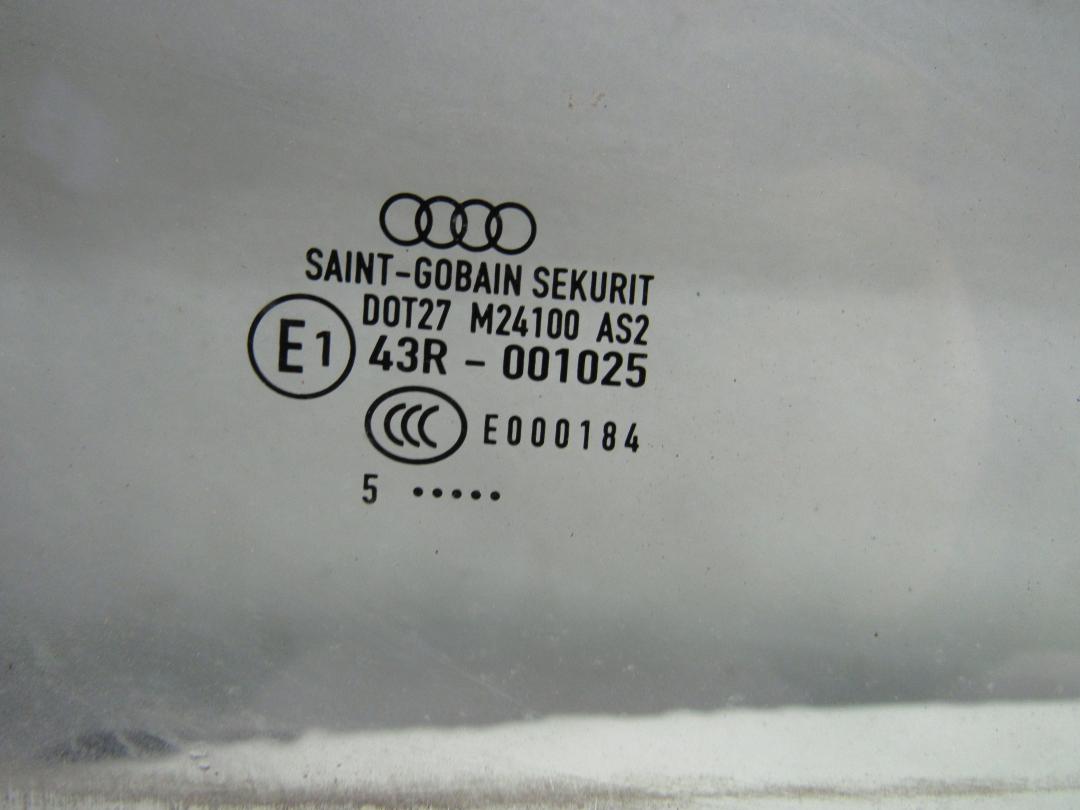 SAINT-GOBAIN SEKURIT
DOT27 M24100 AS2
E1 43R - 001025
CCC E000184
5 •••••